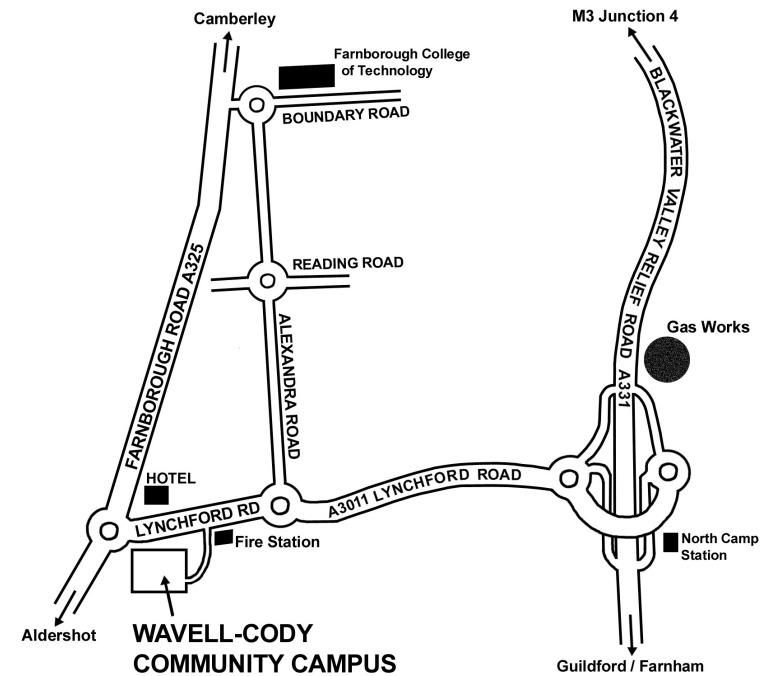 Camberley
M3 Junction 4
Farnborough College
of Technology
BOUNDARY ROAD
BLACKWATER VALLEY RELIEF ROAD A331
READING ROAD
FARNBOROUGH ROAD A325
ALEXANDRA ROAD
Gas Works
HOTEL
LYNCHFORD RD
A3011 LYNCHFORD ROAD
Fire Station
North Camp
Station
Aldershot
WAVELL-CODY
COMMUNITY CAMPUS
Guildford / Farnham